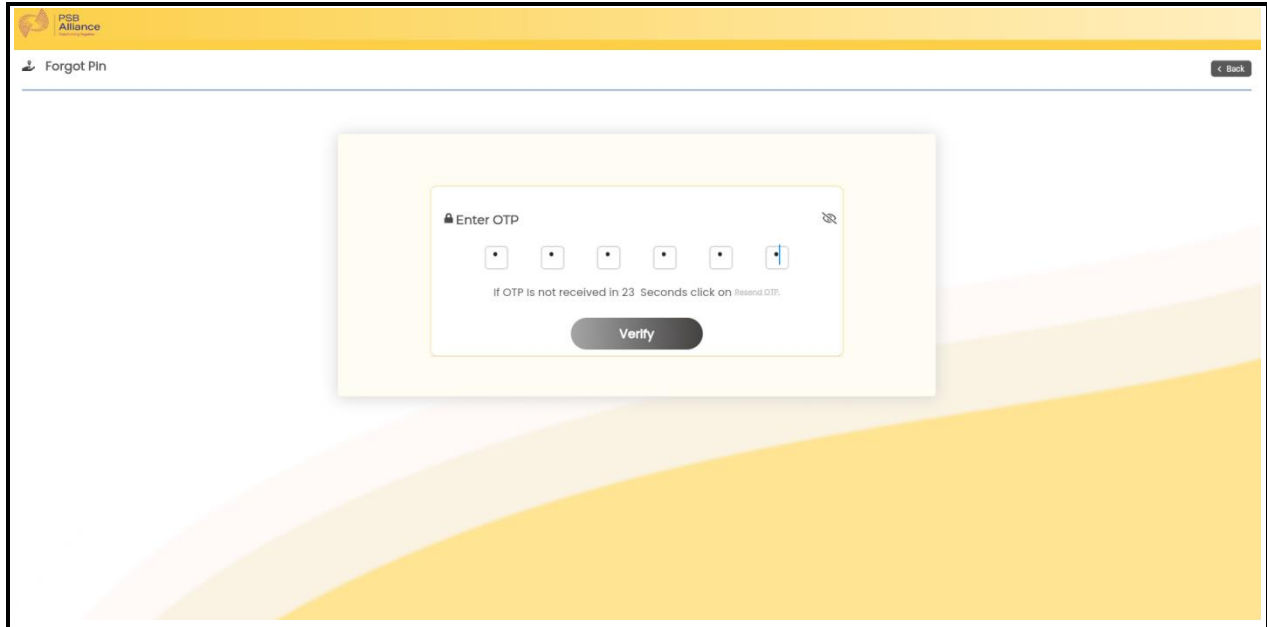 PSB
Alliance
Forgot Pin
< Back
Enter OTP
If OTP Is not received in 23 Seconds click on Resend OTP.
Verify